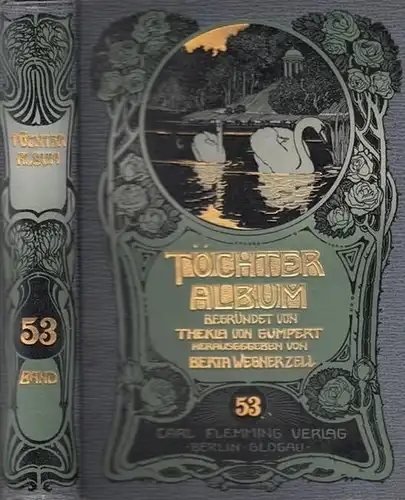 TÖCHTER
ALBUM
53
BAND
TÖCHTER
ALBUM
BEGRÜNDET VON
THEKLA VON GUMPERT
HERAUSGEGEBEN VON
BERTA WEGNER ZELL
53
CARL FLEMMING VERLAG
-BERLIN-GLOGAU-